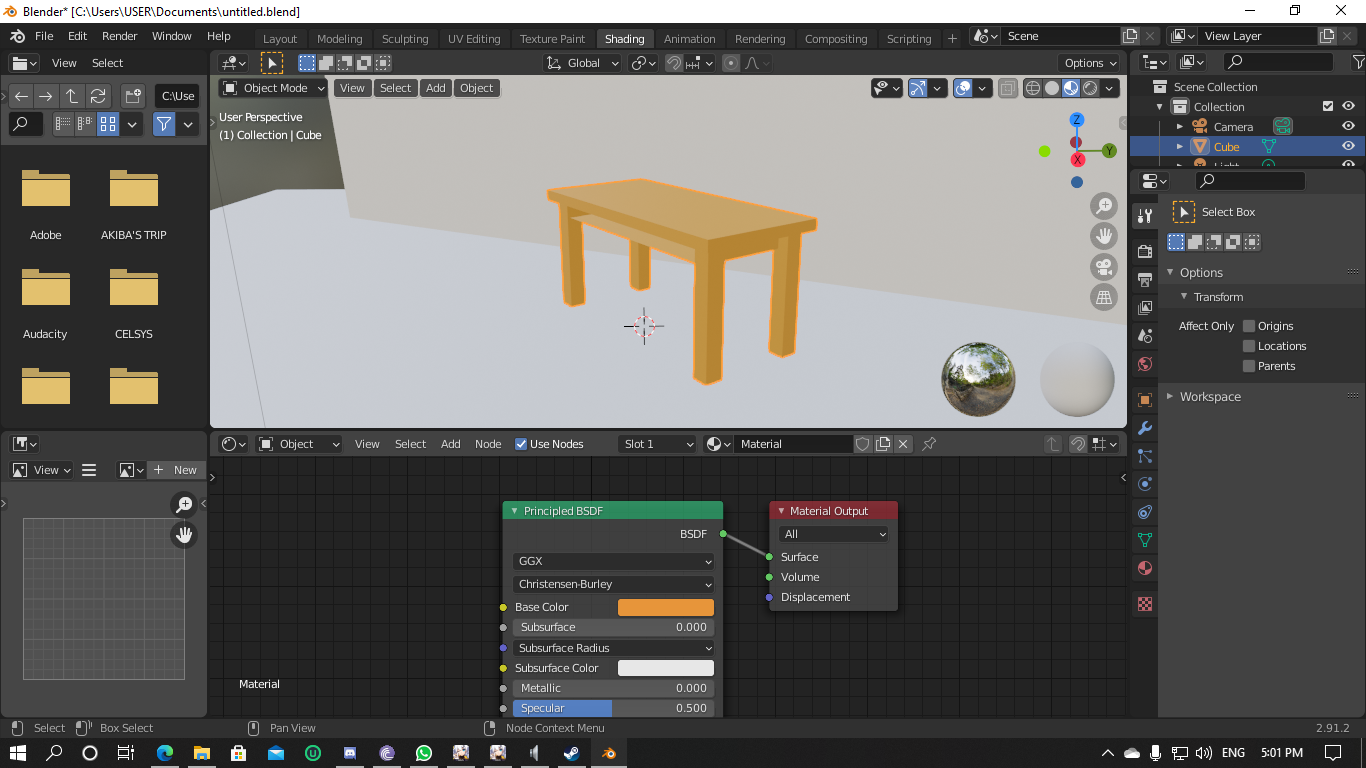 Blender* [C:\Users\USER\Documents\untitled.blend]
File Edit Render Window Help
Layout Modeling Sculpting UV Editing Texture Paint Shading Animation Rendering Compositing Scripting +
Scene
View Layer
View Select
Global
Options
C:\Use
Object Mode View Select Add Object
User Perspective
(1) Collection | Cube
Z
Y
X
Adobe
AKIBA'S TRIP
Audacity
CELSYS
Scene Collection
Collection
Camera
Cube
Light
Select Box
Options
Transform
Affect Only Origins
Locations
Parents
Workspace
View
New
Object View Select Add Node Use Nodes Slot 1 Material
Principled BSDF
BSDF
GGX
Christensen-Burley
Base Color
Subsurface 0.000
Subsurface Radius
Subsurface Color
Metallic 0.000
Specular 0.500
Material Output
All
Surface
Volume
Displacement
Material
Select Box Select Pan View Node Context Menu 2.91.2
ENG 5:01 PM